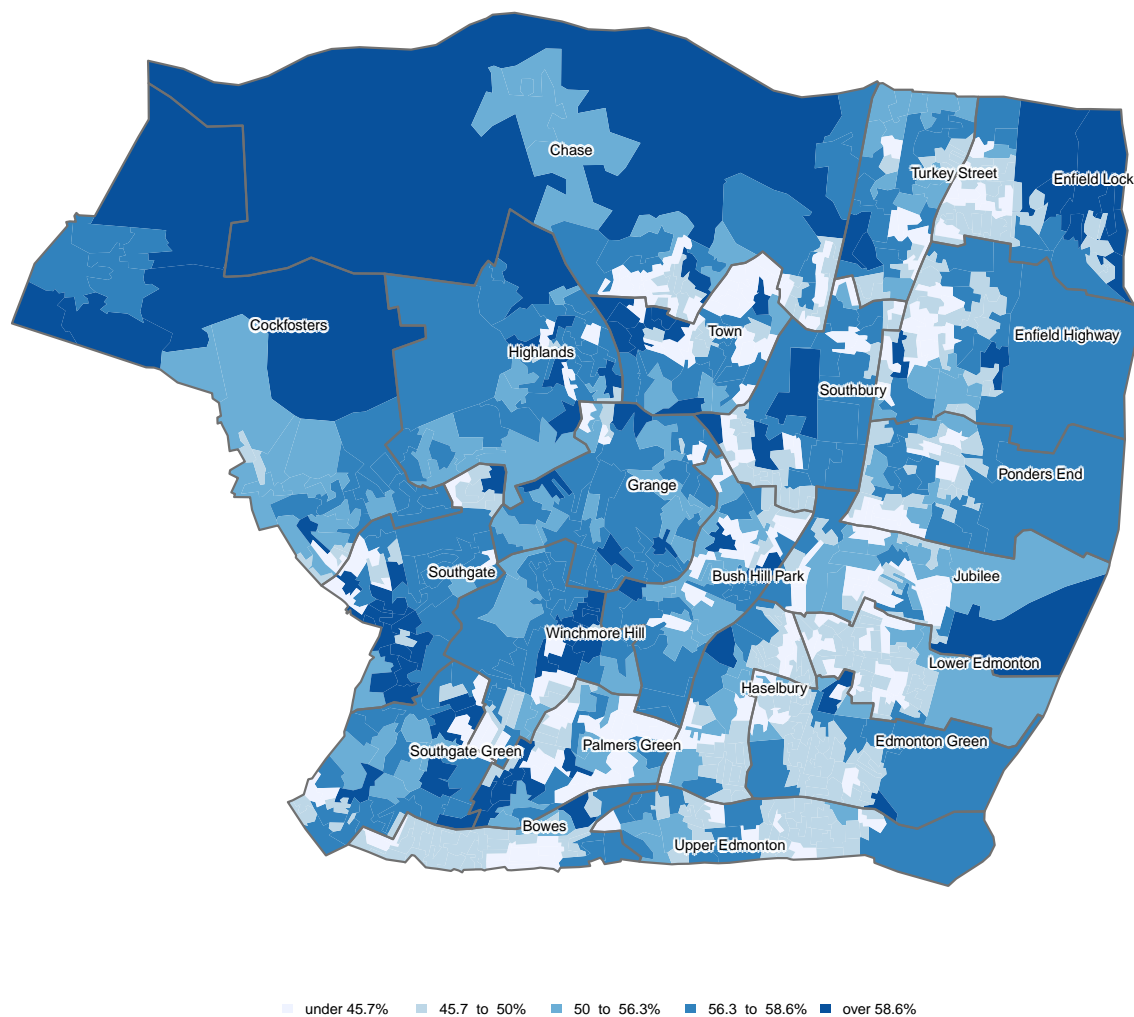 Chase
Turkey Street
Enfield Lock
Cockfosters
Town
Enfield Highway
Highlands
Southbury
Grange
Ponders End
Southgate
Bush Hill Park
Jubilee
Winchmore Hill
Lower Edmonton
Haselbury
Southgate Green
Palmers Green
Edmonton Green
Bowes
Upper Edmonton
under 45.7% 45.7 to 50% 50 to 56.3% 56.3 to 58.6% over 58.6%